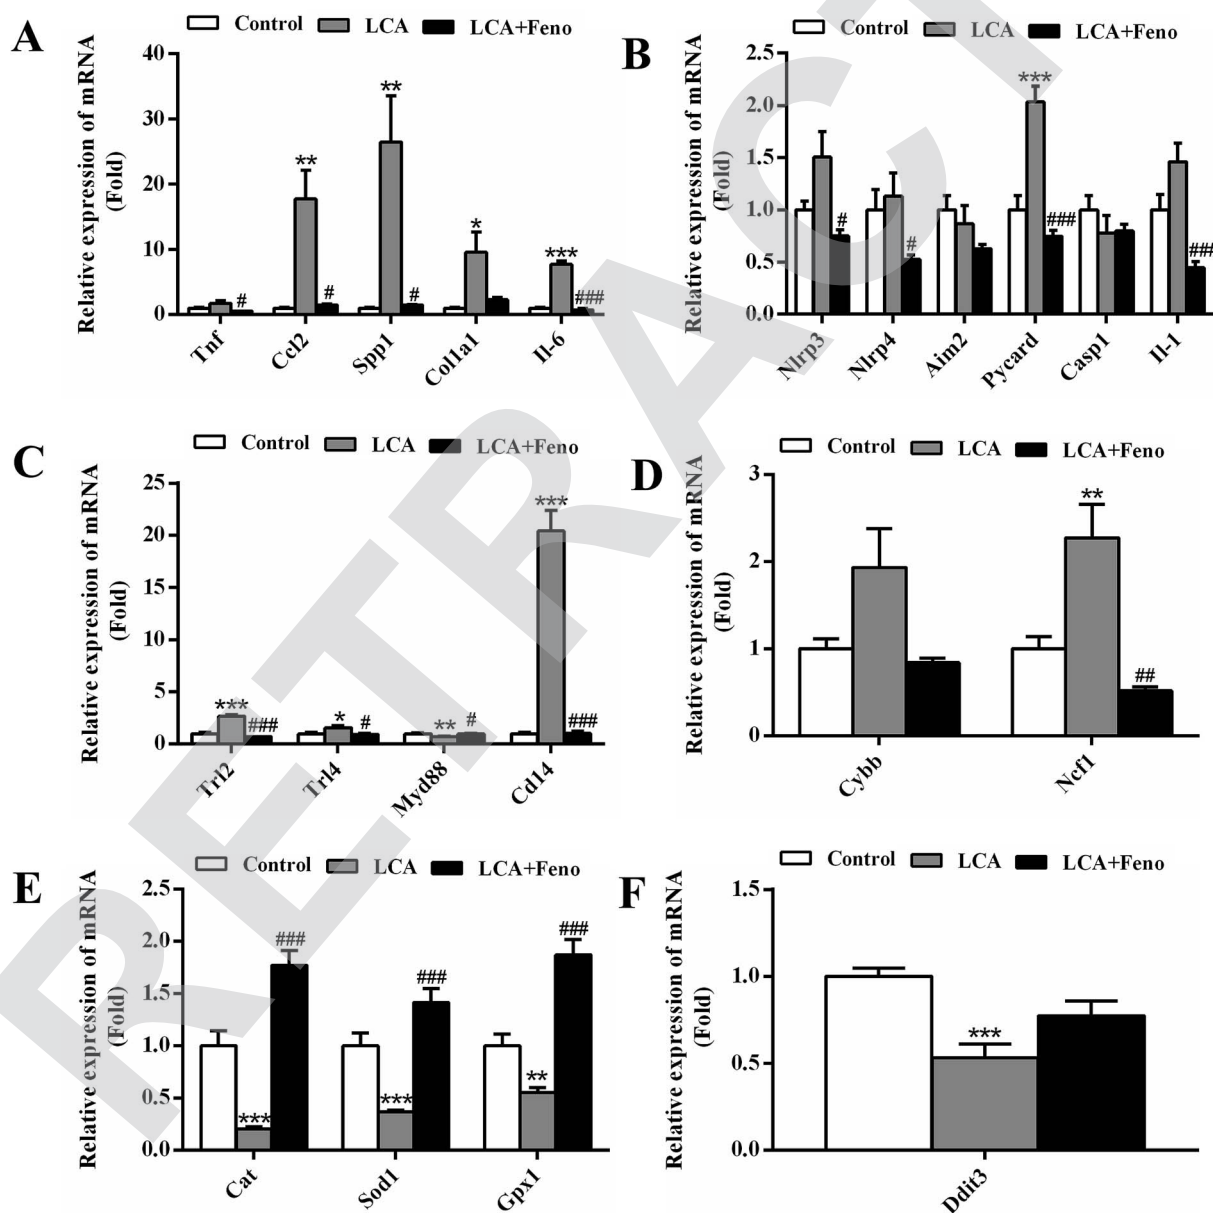 A
Control LCA LCA+Feno
Relative expression of mRNA
(Fold)
40
30
20
10
0
** ** * ***
# # # ###
Tnf Ccl2 Spp1 Col1a1 Il-6
B
Control LCA LCA+Feno
Relative expression of mRNA
(Fold)
2.5
2.0
1.5
1.0
0.5
0.0
***
# # ### ###
Nlrp3 Nlrp4 Aim2 Pycard Casp1 Il-1
C
Control LCA LCA+Feno
Relative expression of mRNA
(Fold)
25
20
15
10
5
0
*** * ** ***
### # # ###
Trl2 Trl4 Myd88 Cd14
D
Control LCA LCA+Feno
Relative expression of mRNA
(Fold)
3
2
1
0
**
##
Cybb Ncf1
E
Control LCA LCA+Feno
Relative expression of mRNA
(Fold)
2.5
2.0
1.5
1.0
0.5
0.0
### ### ###
*** *** **
Cat Sod1 Gpx1
F
Control LCA LCA+Feno
Relative expression of mRNA
(Fold)
1.5
1.0
0.5
0.0
***
Ddit3
RETRACT